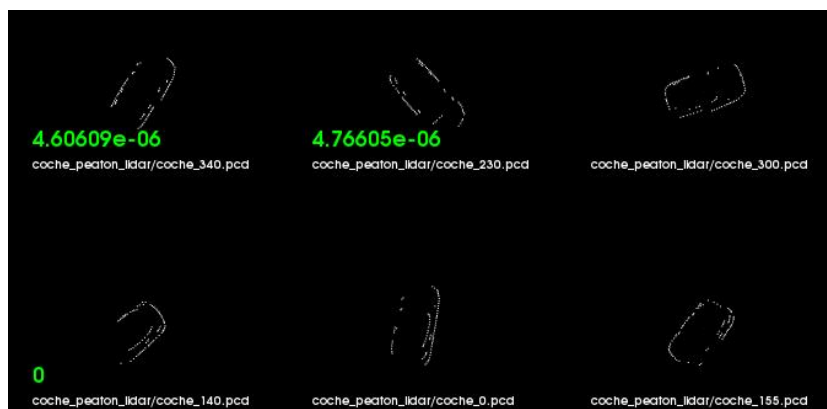 4.60609e-06
4.76605e-06
coche_peaton_lidar/coche_340.pcd
coche_peaton_lidar/coche_230.pcd
coche_peaton_lidar/coche_300.pcd
0
coche_peaton_lidar/coche_140.pcd
coche_peaton_lidar/coche_0.pcd
coche_peaton_lidar/coche_155.pcd